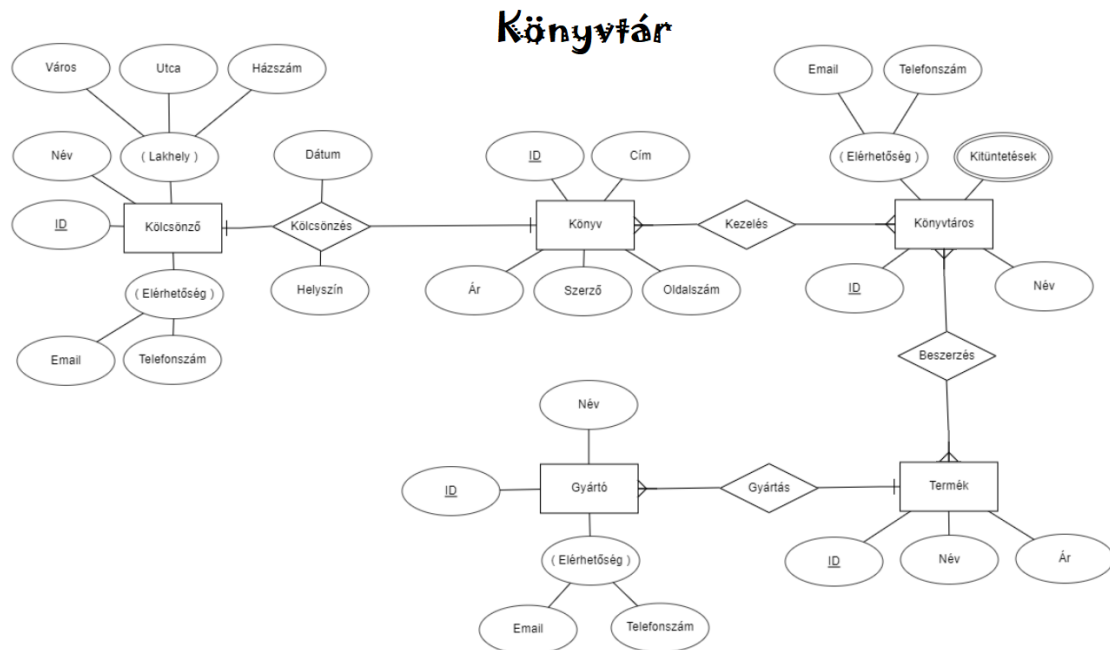 Könyvtár
Város
Utca
Házszám
Név
( Lakhely )
ID
Kölcsönző
( Elérhetőség )
Email
Telefonszám
Dátum
Kölcsönzés
Helyszín
ID
Cím
Könyv
Ár
Szerző
Oldalszám
Kezelés
Email
Telefonszám
( Elérhetőség )
Kitüntetések
Könyvtáros
ID
Név
Beszerzés
Név
ID
Gyártó
( Elérhetőség )
Email
Telefonszám
Gyártás
Termék
ID
Név
Ár